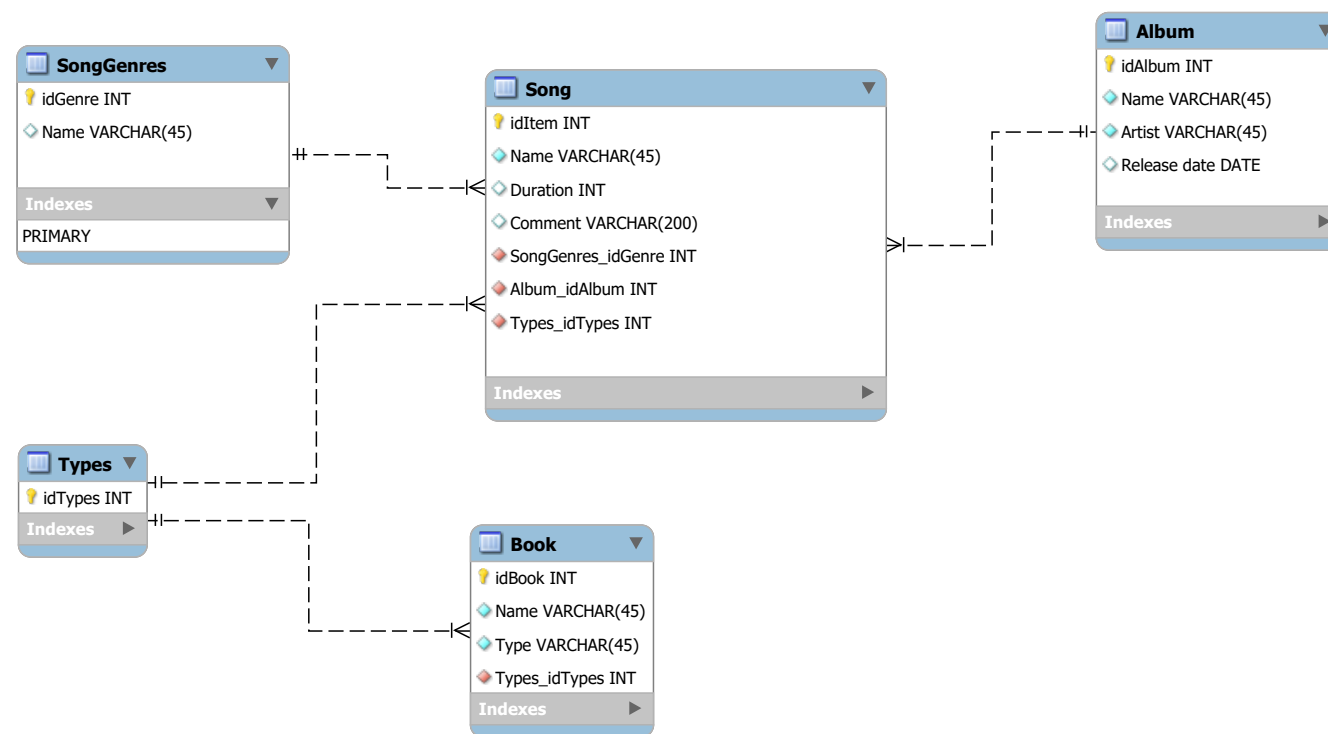 SongGenres
idGenre INT
Name VARCHAR(45)
Indexes
PRIMARY
Song
idItem INT
Name VARCHAR(45)
Duration INT
Comment VARCHAR(200)
SongGenres_idGenre INT
Album_idAlbum INT
Types_idTypes INT
Indexes
Album
idAlbum INT
Name VARCHAR(45)
Artist VARCHAR(45)
Release date DATE
Indexes
Types
idTypes INT
Indexes
Book
idBook INT
Name VARCHAR(45)
Type VARCHAR(45)
Types_idTypes INT
Indexes